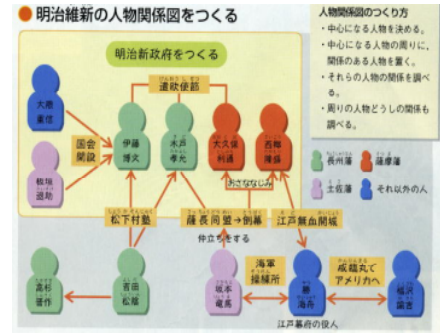 明治維新の人物関係図をつくる
人物関係図のつくり方
・中心になる人物を決める。
・中心になる人物の周りに、
関係のある人物を置く。
・それらの人物の関係を調べ
る。
・周りの人物どうしの関係も
調べる。
明治新政府をつくる
遣欧使節
大隈
重信
国会
開設
板垣
退助
伊藤
博文
木戸
孝允
大久保
利通
西郷
隆盛
おさななじみ
長州藩
薩摩藩
土佐藩
それ以外の人
松下村塾
薩長同盟→倒幕
江戸無血開城
仲立ちをする
高杉
晋作
吉田
松陰
坂本
竜馬
海軍
操練所
勝
海舟
咸臨丸で
アメリカへ
福沢
諭吉
江戸幕府の役人